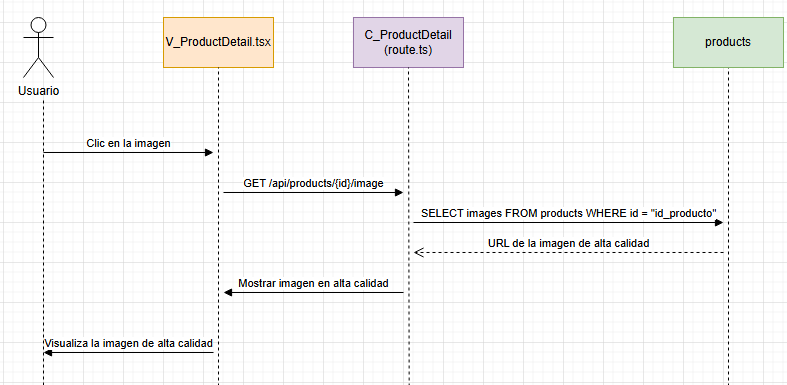 V_ProductDetail.tsx
C_ProductDetail
(route.ts)
products
Usuario
Clic en la imagen
GET /api/products/{id}/image
SELECT images FROM products WHERE id = "id_producto"
URL de la imagen de alta calidad
Mostrar imagen en alta calidad
Visualiza la imagen de alta calidad